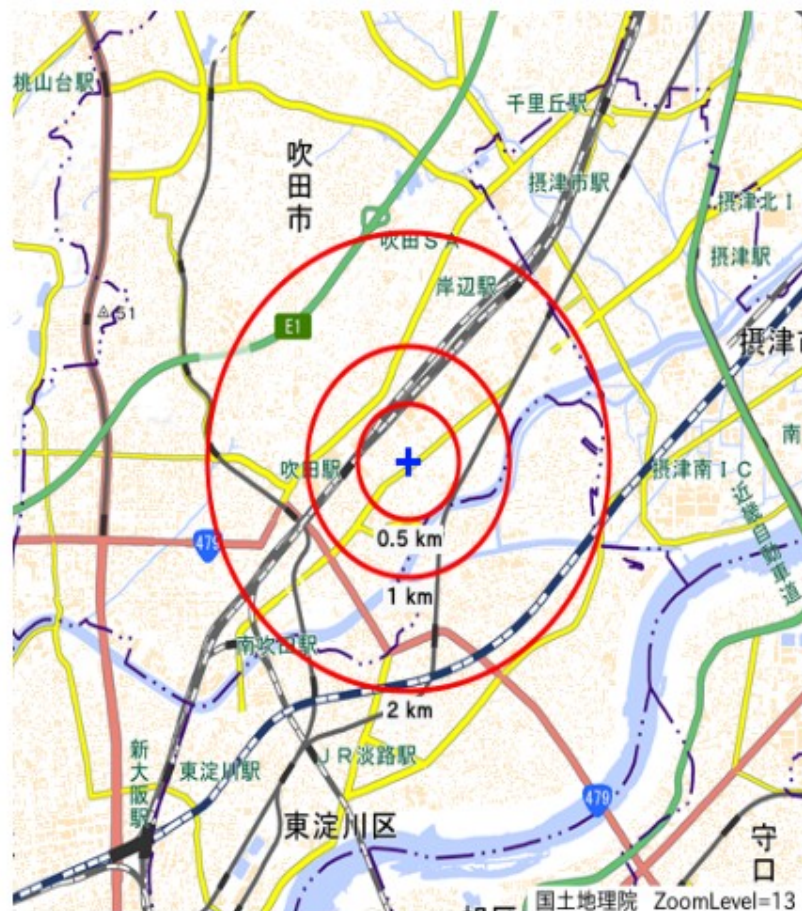 桃山台駅
千里丘駅
吹田市
摂津市駅
摂津北I
吹田SA
摂津駅
岸辺駅
51
E1
摂津市
吹田駅
摂津南IC
南
近畿自動車道
479
0.5 km
1 km
南吹田駅
2 km
新大阪駅
東淀川駅
JR淡路駅
479
東淀川区
守口
国土地理院 ZoomLevel=13